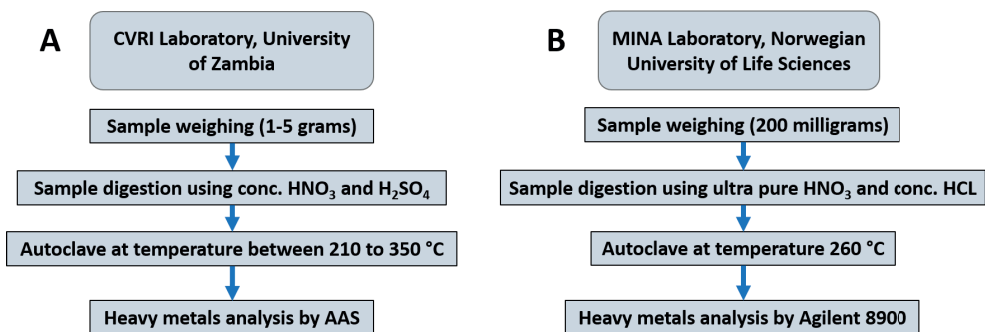 A
CVRI Laboratory, University
of Zambia
Sample weighing (1-5 grams)
Sample digestion using conc. HNO₃ and H₂SO₄
Autoclave at temperature between 210 to 350 °C
Heavy metals analysis by AAS
B
MINA Laboratory, Norwegian
University of Life Sciences
Sample weighing (200 milligrams)
Sample digestion using ultra pure HNO₃ and conc. HCL
Autoclave at temperature 260 °C
Heavy metals analysis by Agilent 8900